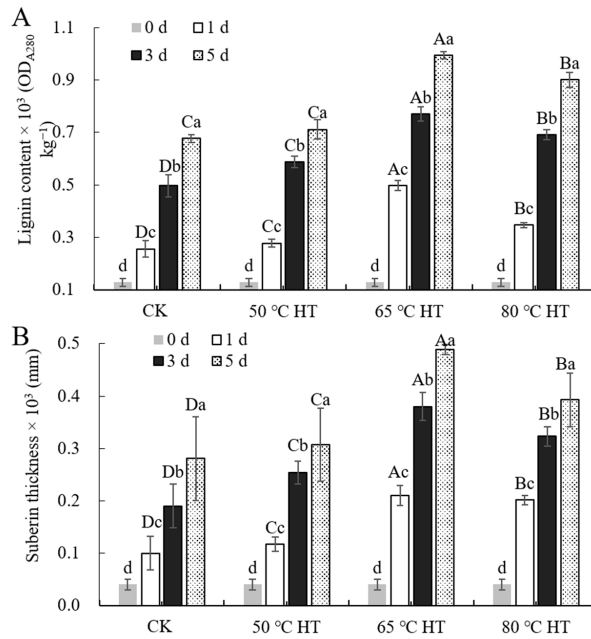 A
0 d 1 d
3 d 5 d
Lignin content × 10³ (OD_A280
kg⁻¹)
1.1
0.9
0.7
0.5
0.3
0.1
d Dc Db Ca
d Cc Cb Ca
d Ac Ab Aa
d Bc Bb Ba
CK 50 °C HT 65 °C HT 80 °C HT
B
0 d 1 d
3 d 5 d
Suberin thickness × 10³ (mm)
0.5
0.4
0.3
0.2
0.1
0.0
d Dc Db Da
d Cc Cb Ca
d Ac Ab Aa
d Bc Bb Ba
CK 50 °C HT 65 °C HT 80 °C HT